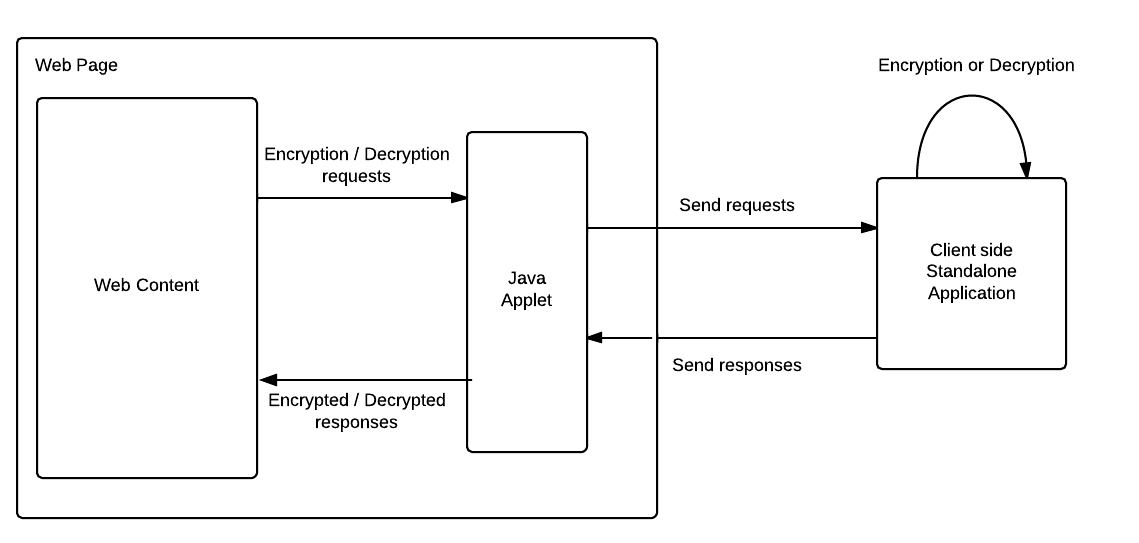 Web Page
Encryption or Decryption
Encryption / Decryption
requests
Send requests
Web Content
Java
Applet
Client side
Standalone
Application
Send responses
Encrypted / Decrypted
responses